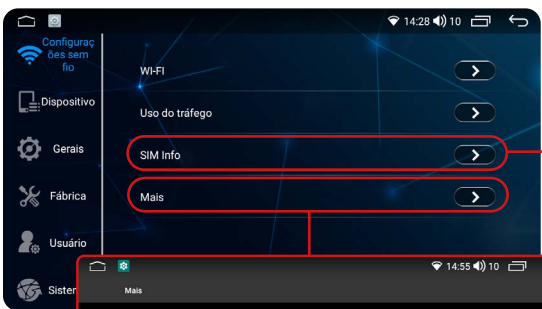 14:28 10
Configuraç
ões sem
fio
WI-FI
Dispositivo
Uso do tráfego
Gerais
SIM Info
Fábrica
Mais
Usuário
14:55 10
Sister
Mais